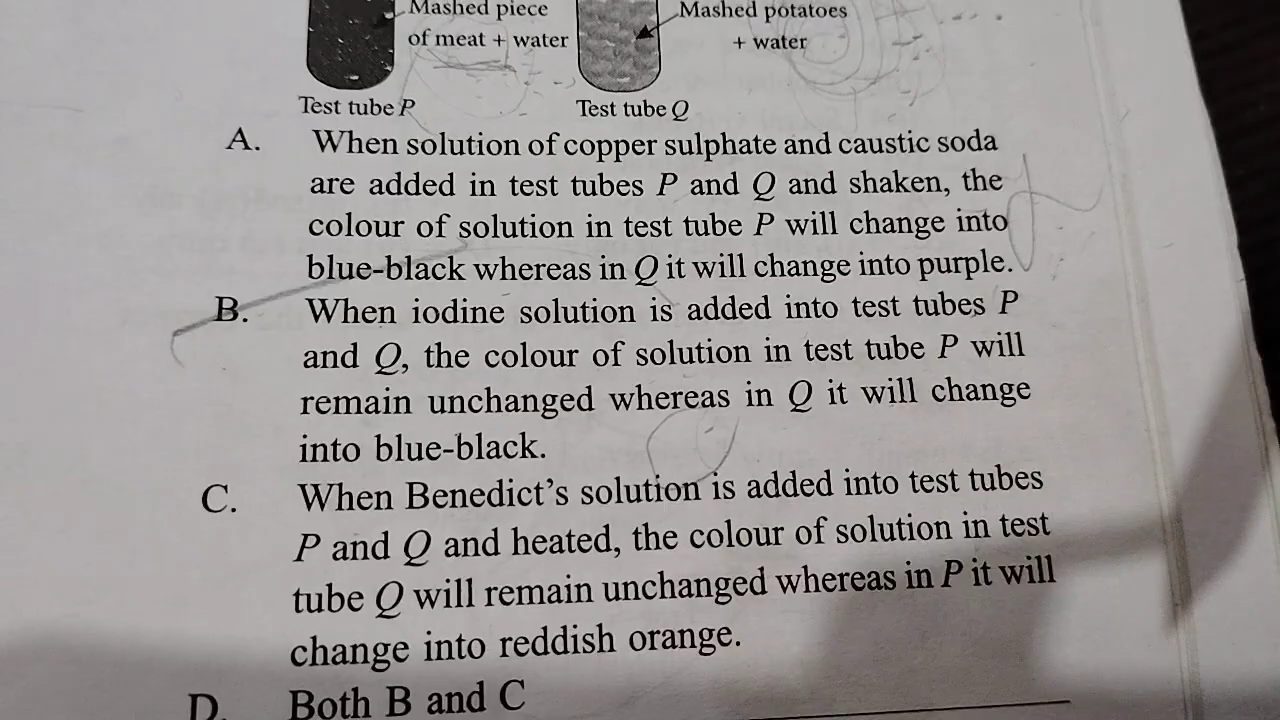 Mashed piece
of meat + water
Test tube P
Mashed potatoes
+ water
Test tube Q
A. When solution of copper sulphate and caustic soda
are added in test tubes P and Q and shaken, the
colour of solution in test tube P will change into
blue-black whereas in Q it will change into purple.
B. When iodine solution is added into test tubes P
and Q, the colour of solution in test tube P will
remain unchanged whereas in Q it will change
into blue-black.
C. When Benedict's solution is added into test tubes
P and Q and heated, the colour of solution in test
tube Q will remain unchanged whereas in P it will
change into reddish orange.
D. Both B and C